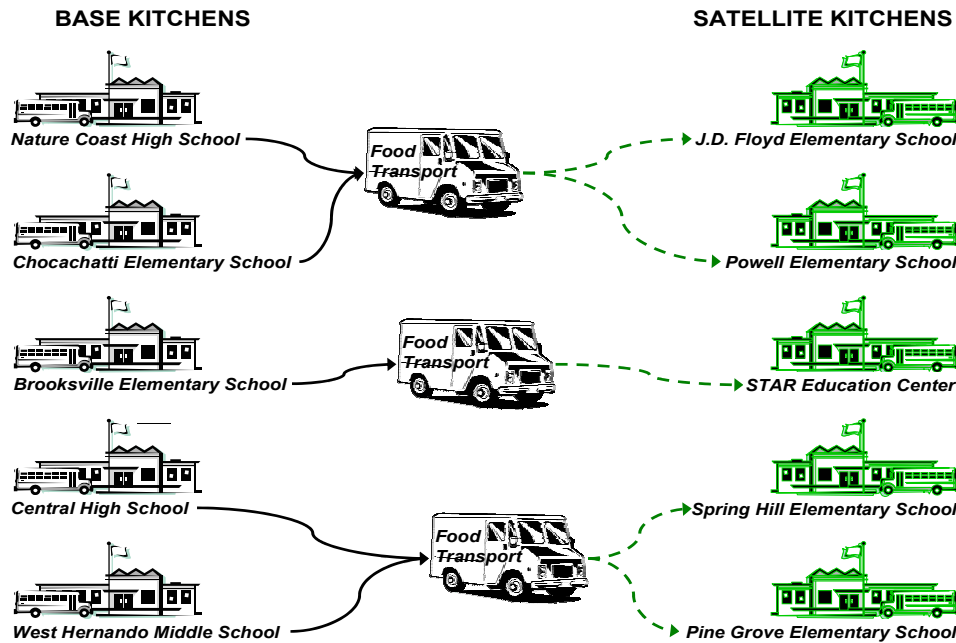 BASE KITCHENS
SATELLITE KITCHENS
Nature Coast High School
Food
Transport
J.D. Floyd Elementary School
Chocachatti Elementary School
Powell Elementary School
Brooksville Elementary School
Food
Transport
STAR Education Center
Central High School
Food
Transport
Spring Hill Elementary School
West Hernando Middle School
Pine Grove Elementary School